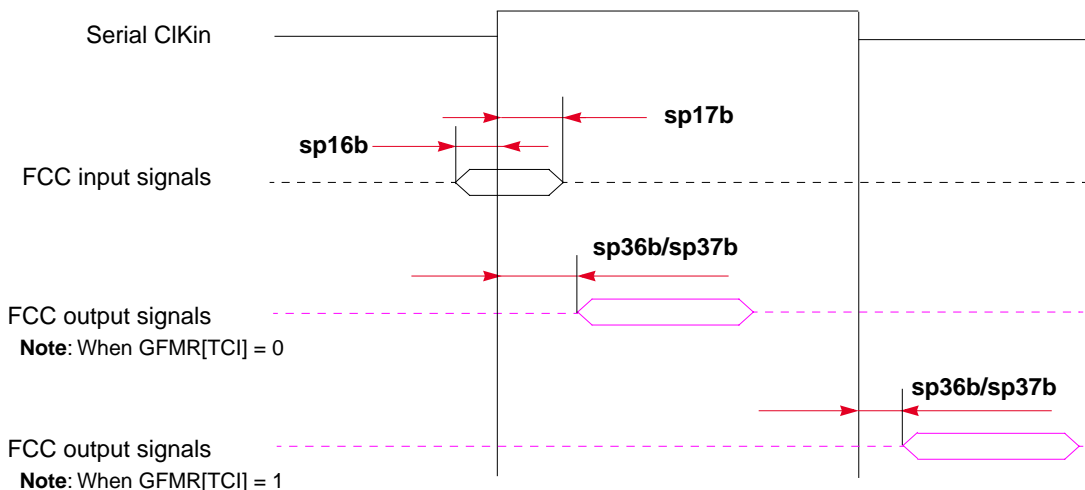 Serial ClKin
sp17b
sp16b
FCC input signals
sp36b/sp37b
FCC output signals
Note: When GFMR[TCI] = 0
sp36b/sp37b
FCC output signals
Note: When GFMR[TCI] = 1